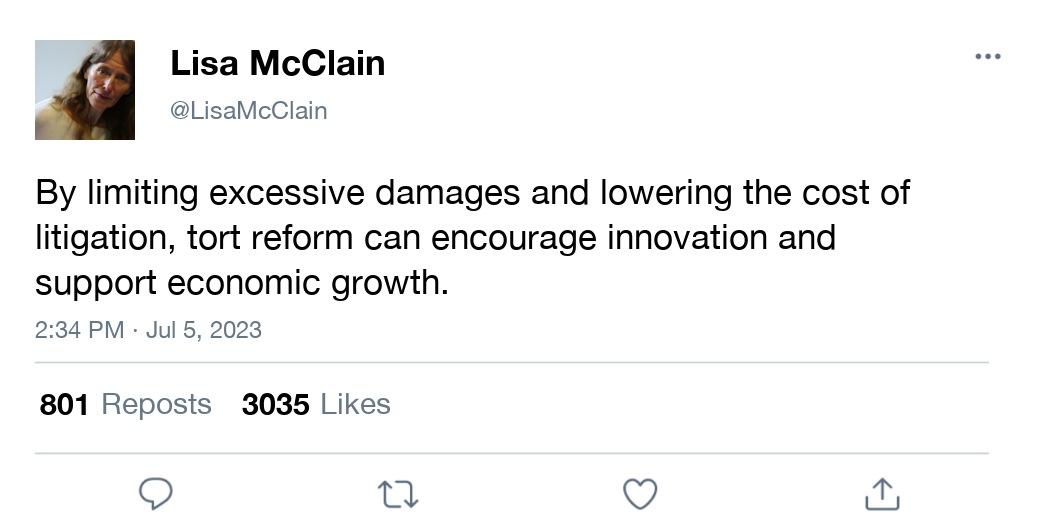 Lisa McClain
@LisaMcClain
By limiting excessive damages and lowering the cost of
litigation, tort reform can encourage innovation and
support economic growth.
2:34 PM · Jul 5, 2023
801 Reposts 3035 Likes